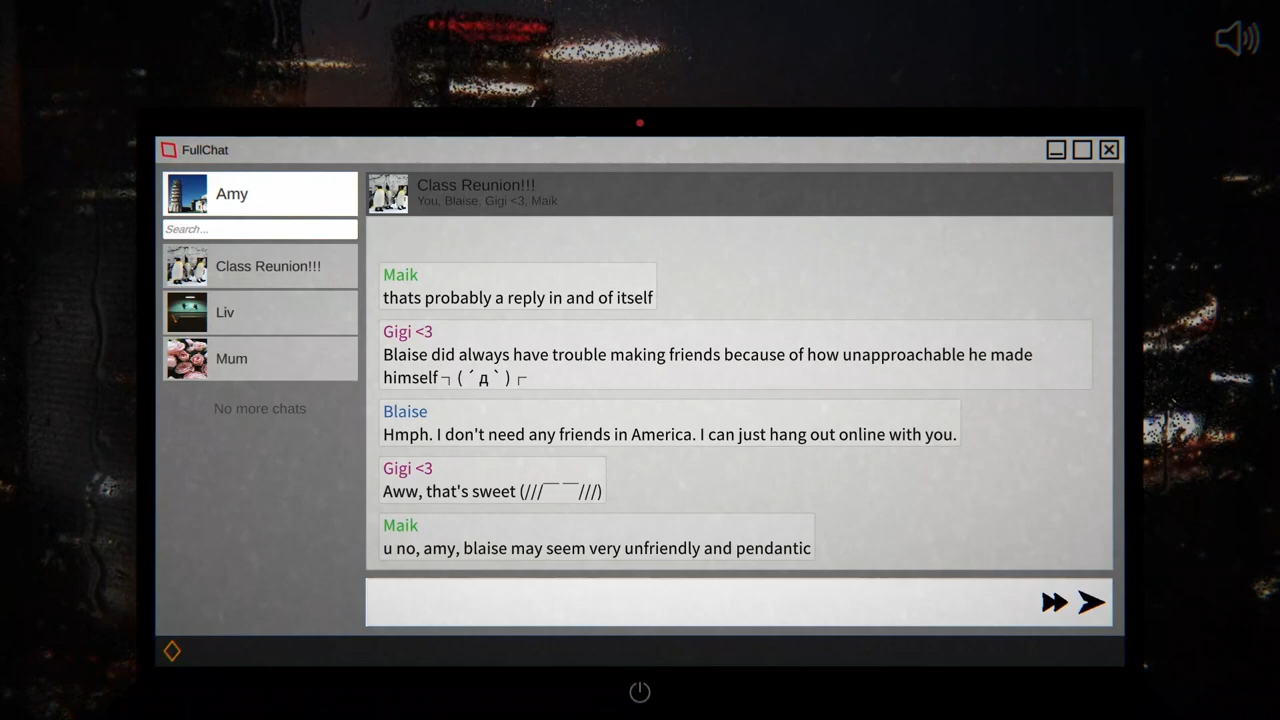 FullChat
Amy
Search...
Class Reunion!!!
Liv
Mum
No more chats
Class Reunion!!!
You, Blaise, Gigi <3, Maik
Maik
thats probably a reply in and of itself
Gigi <3
Blaise did always have trouble making friends because of how unapproachable he made
himself ┐( ´ д ` ) ┌
Blaise
Hmph. I don't need any friends in America. I can just hang out online with you.
Gigi <3
Aww, that's sweet (///￣ ￣///)
Maik
u no, amy, blaise may seem very unfriendly and pendantic